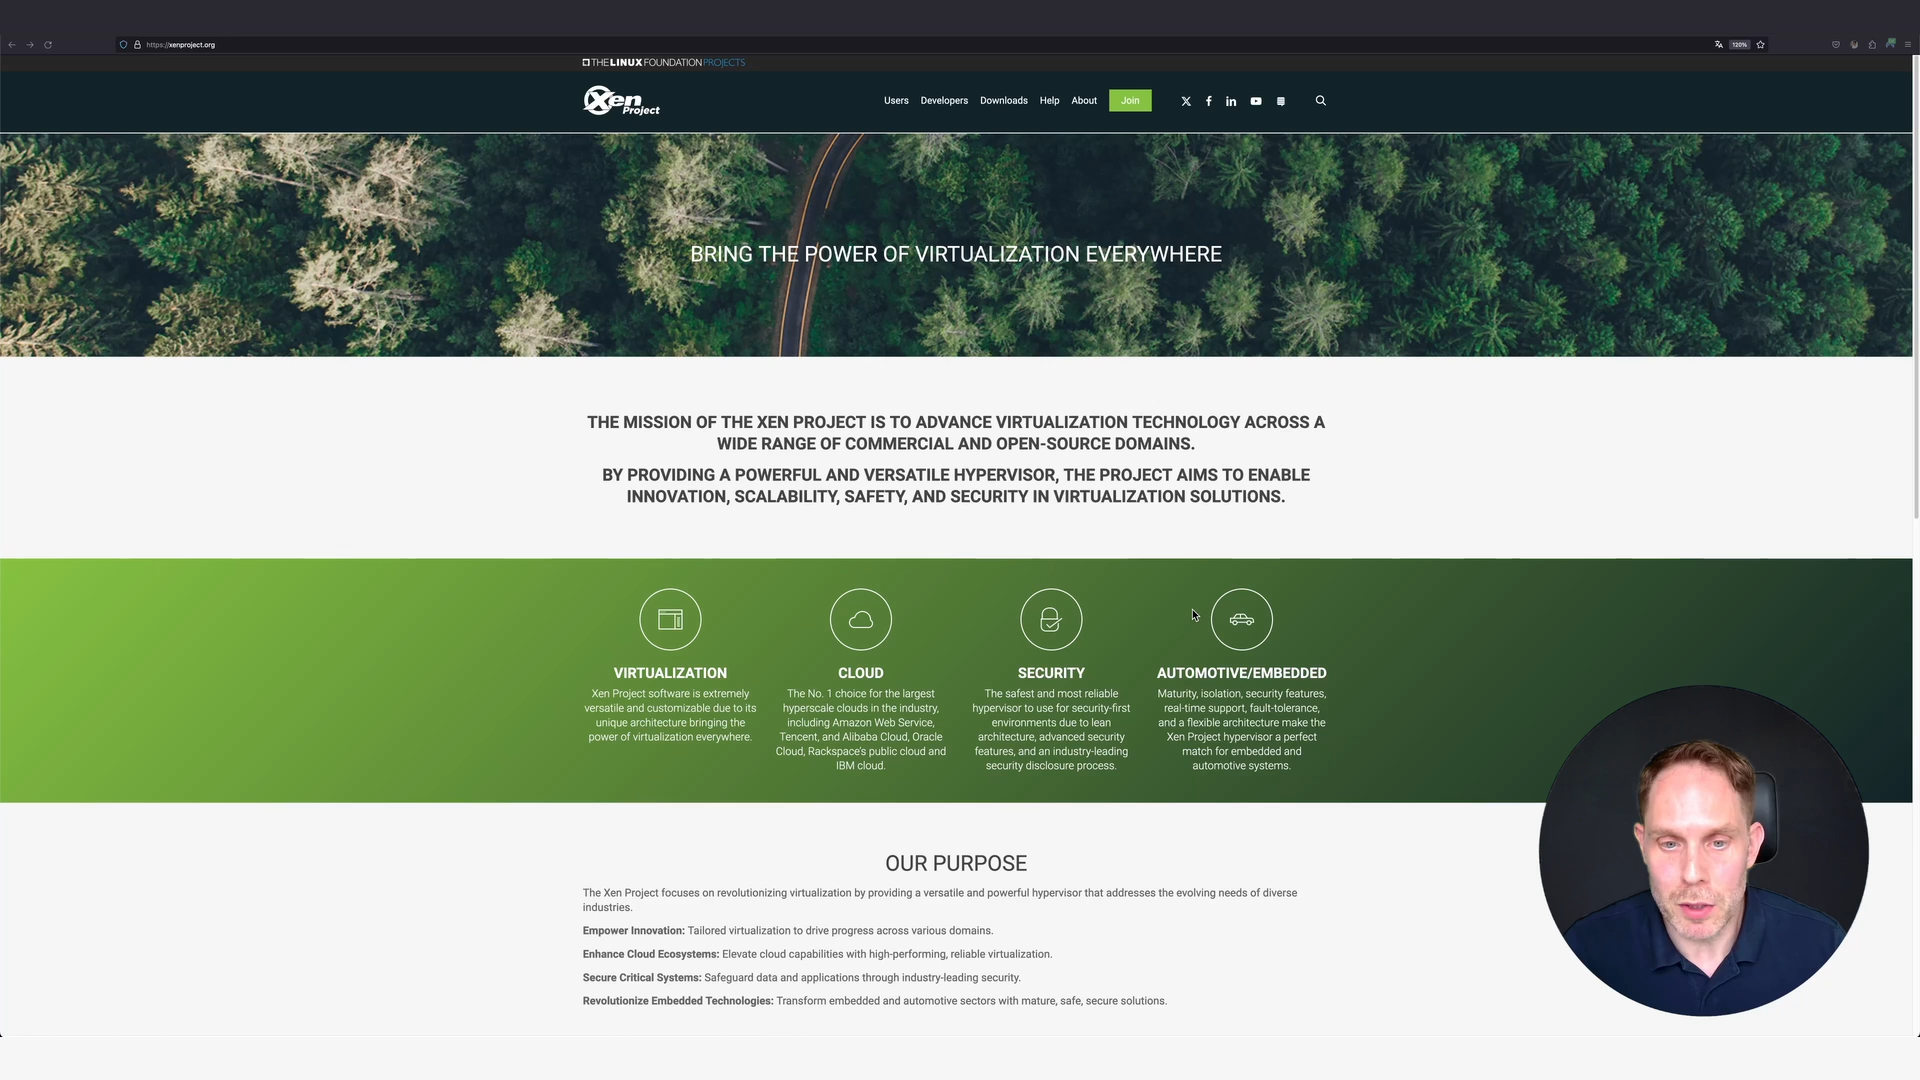 https://xenproject.org
120%
THE LINUX FOUNDATION PROJECTS
Xen Project
Users Developers Downloads Help About Join
BRING THE POWER OF VIRTUALIZATION EVERYWHERE
THE MISSION OF THE XEN PROJECT IS TO ADVANCE VIRTUALIZATION TECHNOLOGY ACROSS A
WIDE RANGE OF COMMERCIAL AND OPEN-SOURCE DOMAINS.
BY PROVIDING A POWERFUL AND VERSATILE HYPERVISOR, THE PROJECT AIMS TO ENABLE
INNOVATION, SCALABILITY, SAFETY, AND SECURITY IN VIRTUALIZATION SOLUTIONS.
VIRTUALIZATION
Xen Project software is extremely
versatile and customizable due to its
unique architecture bringing the
power of virtualization everywhere.
CLOUD
The No. 1 choice for the largest
hyperscale clouds in the industry,
including Amazon Web Service,
Tencent, and Alibaba Cloud, Oracle
Cloud, Rackspace's public cloud and
IBM cloud.
SECURITY
The safest and most reliable
hypervisor to use for security-first
environments due to lean
architecture, advanced security
features, and an industry-leading
security disclosure process.
AUTOMOTIVE/EMBEDDED
Maturity, isolation, security features,
real-time support, fault-tolerance,
and a flexible architecture make the
Xen Project hypervisor a perfect
match for embedded and
automotive systems.
OUR PURPOSE
The Xen Project focuses on revolutionizing virtualization by providing a versatile and powerful hypervisor that addresses the evolving needs of diverse
industries.
Empower Innovation: Tailored virtualization to drive progress across various domains.
Enhance Cloud Ecosystems: Elevate cloud capabilities with high-performing, reliable virtualization.
Secure Critical Systems: Safeguard data and applications through industry-leading security.
Revolutionize Embedded Technologies: Transform embedded and automotive sectors with mature, safe, secure solutions.